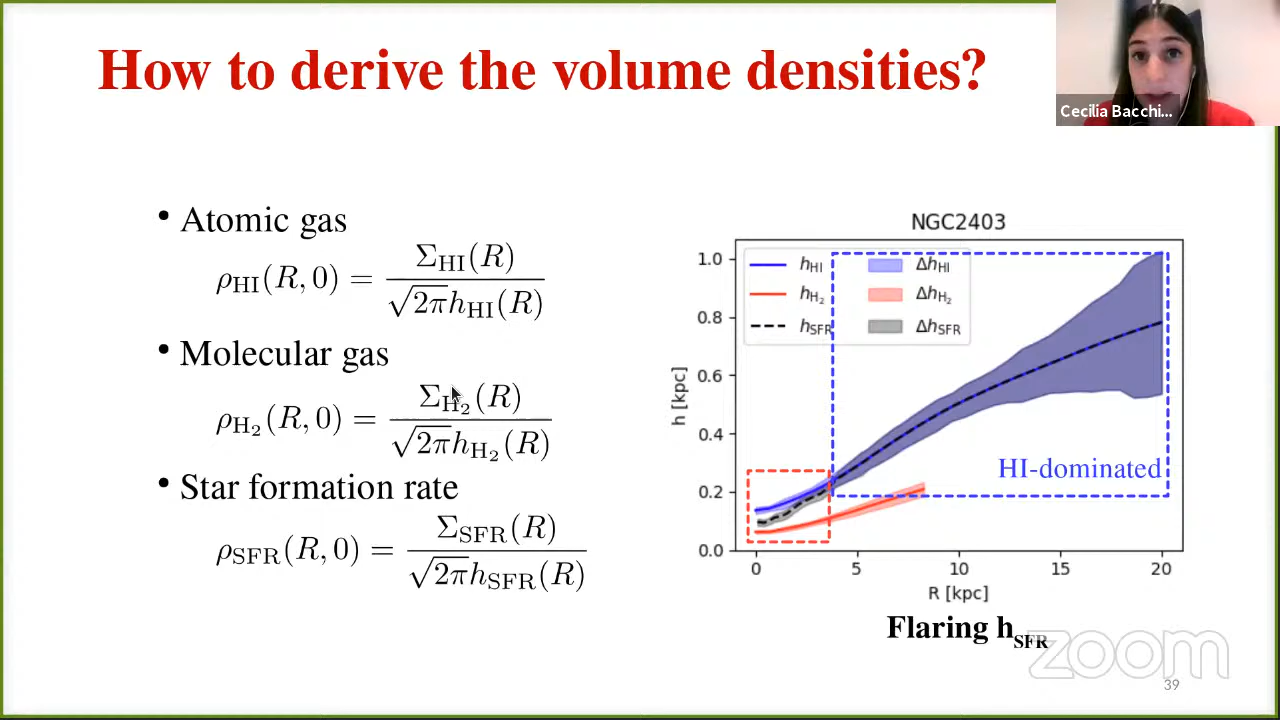 How to derive the volume densities?
Cecilia Bacchi...
• Atomic gas
ρHI(R, 0) = ΣHI(R) / √2π hHI(R)
• Molecular gas
ρH₂(R, 0) = ΣH₂(R) / √2π hH₂(R)
• Star formation rate
ρSFR(R, 0) = ΣSFR(R) / √2π hSFR(R)
NGC2403
hHI ΔhHI
hH₂ ΔhH₂
hSFR ΔhSFR
h [kpc]
1.0
0.8
0.6
0.4
0.2
0.0
HI-dominated
0 5 10 15 20
R [kpc]
Flaring hSFR
zoom
39